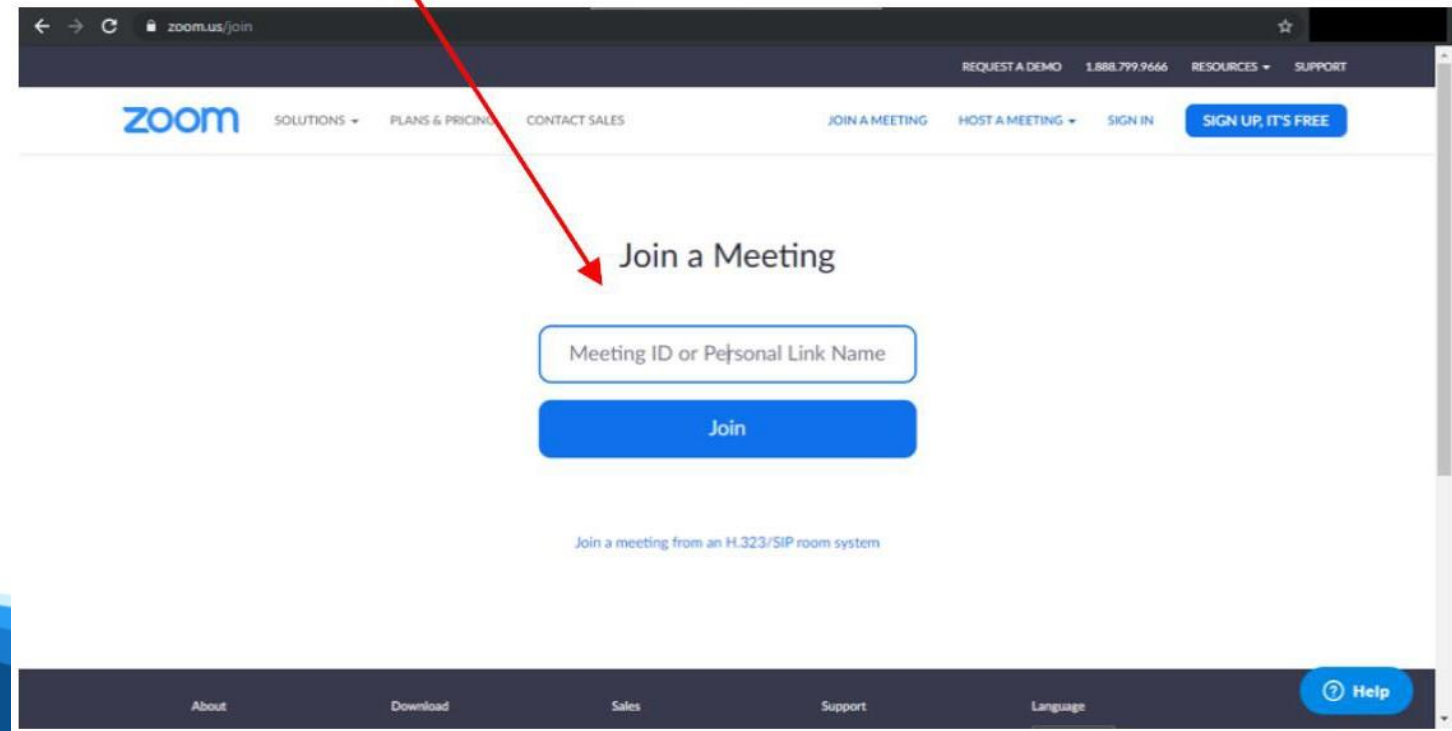 zoom.us/join
REQUEST A DEMO 1.888.799.9666 RESOURCES SUPPORT
zoom SOLUTIONS PLANS & PRICING CONTACT SALES JOIN A MEETING HOST A MEETING SIGN IN SIGN UP, IT'S FREE
Join a Meeting
Meeting ID or Personal Link Name
Join
Join a meeting from an H.323/SIP room system
About Download Sales Support Language
Help